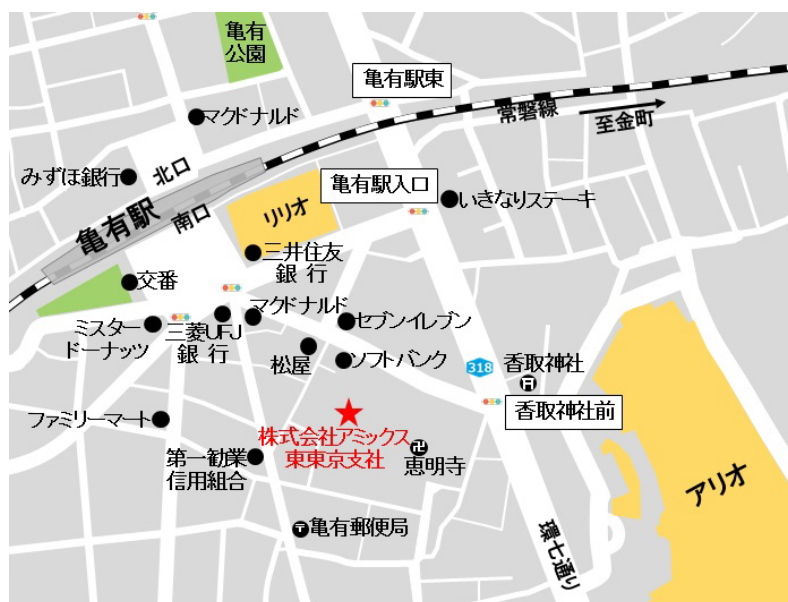 亀有
公園
亀有駅東
マクドナルド
常磐線
至金町
みずほ銀行
北口
亀有駅入口
いきなりステーキ
亀有駅
南口
リリオ
三井住友
銀 行
交番
マクドナルド
セブンイレブン
ミスター
ドーナッツ
三菱UFJ
銀 行
松屋
ソフトバンク
318
香取神社
香取神社前
ファミリーマート
株式会社アミックス
東東京支社
第一勧業
信用組合
恵明寺
アリオ
亀有郵便局
環七通り